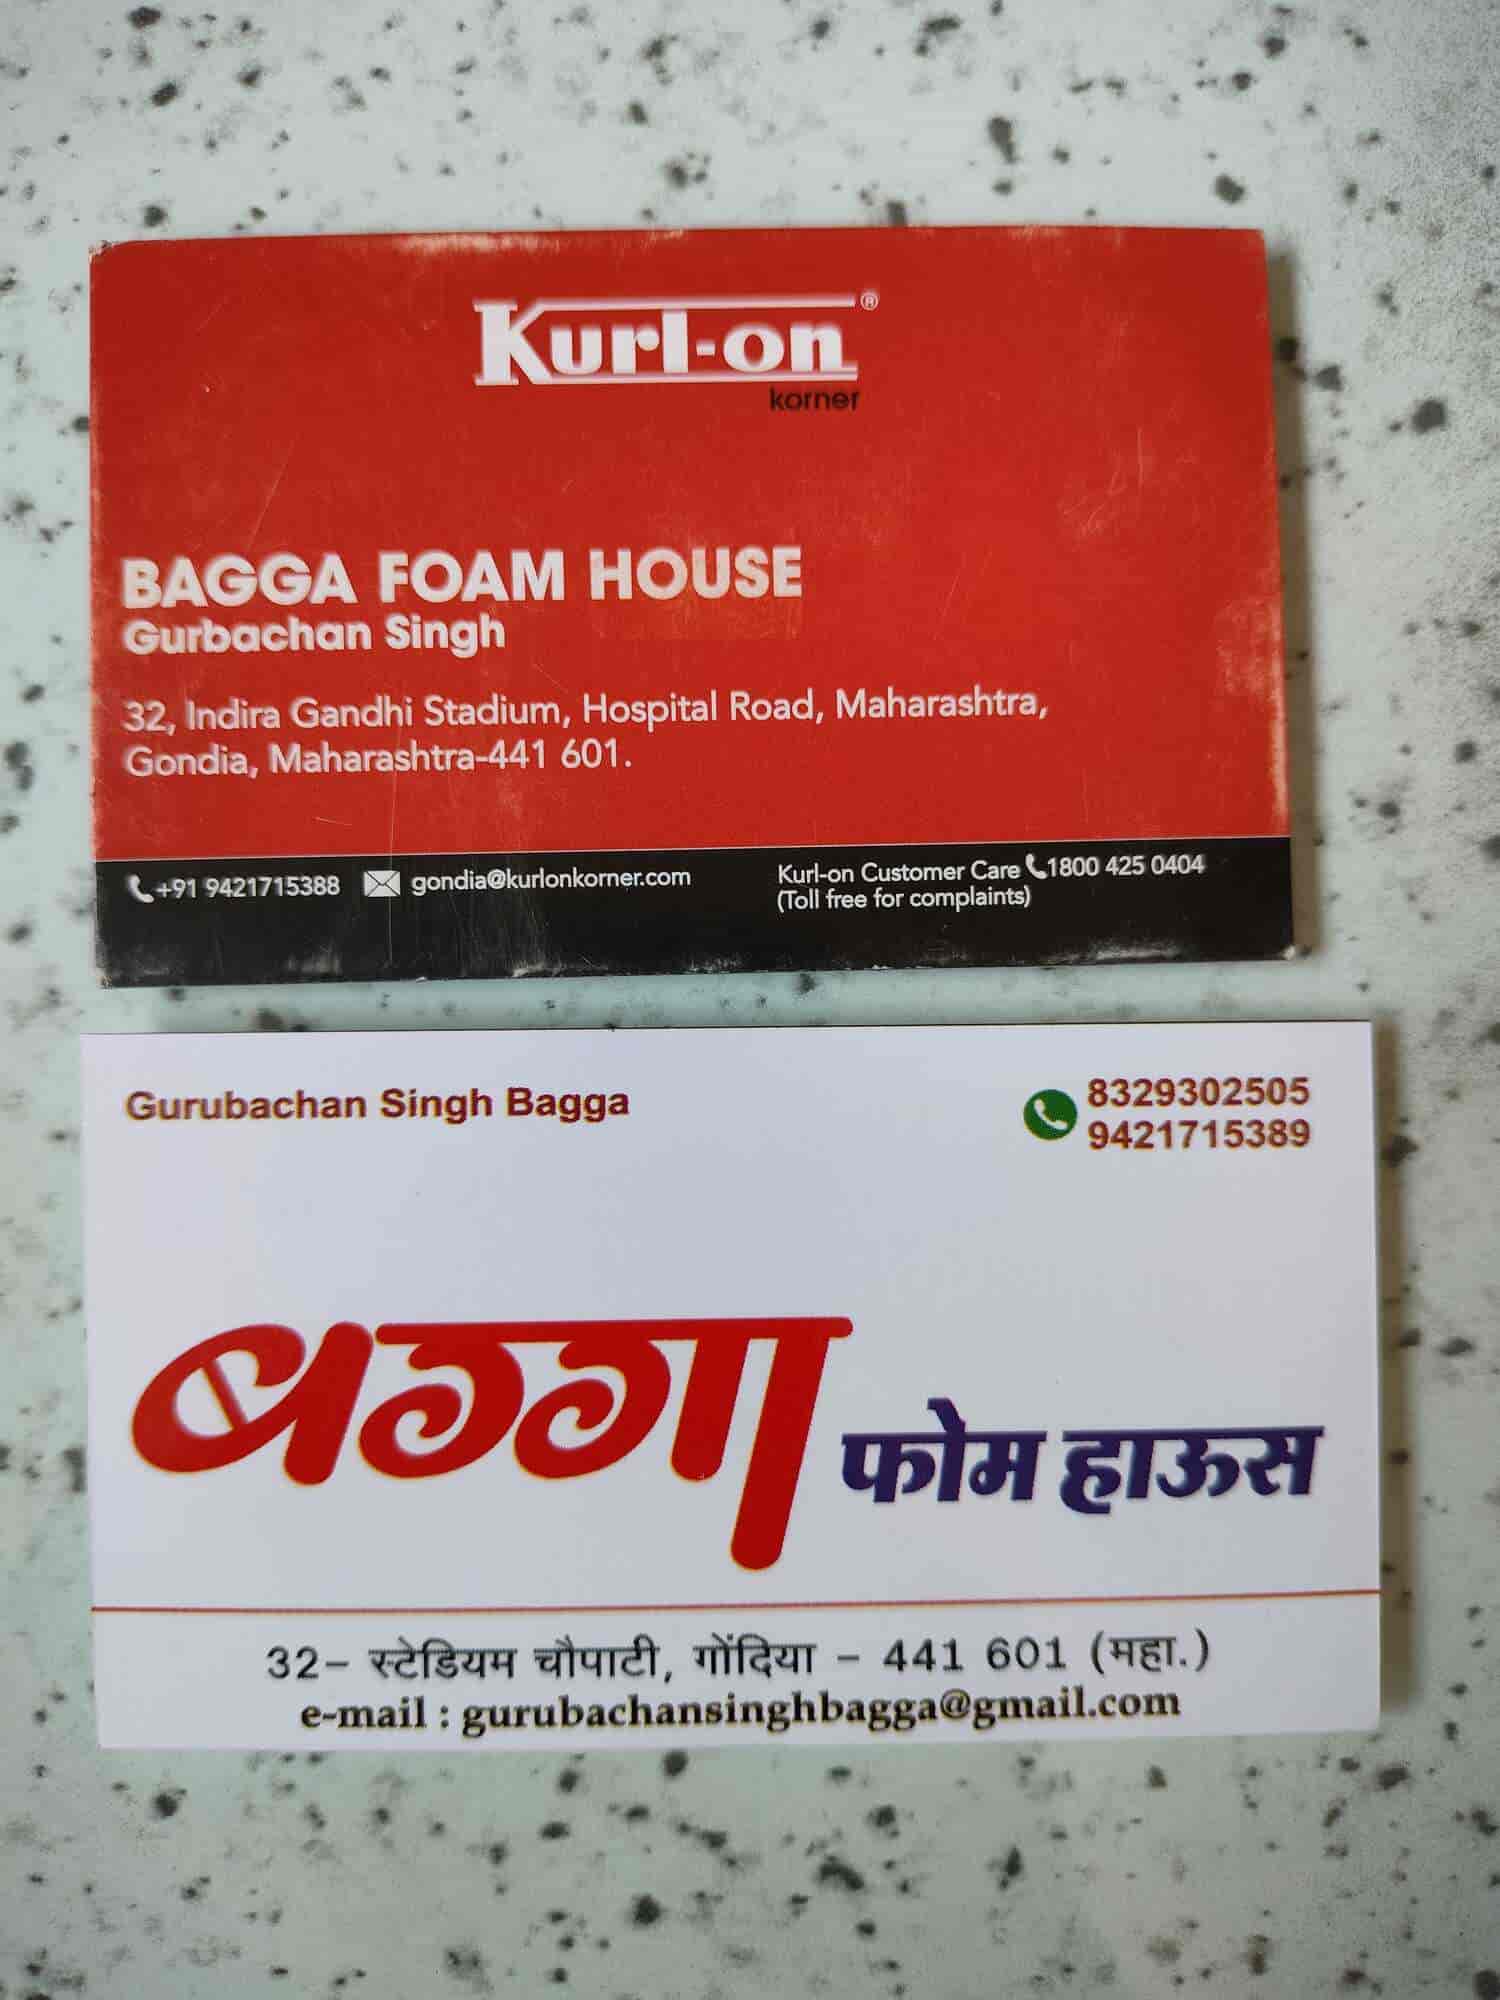 Kurl-on®
korner
BAGGA FOAM HOUSE
Gurbachan Singh
32, Indira Gandhi Stadium, Hospital Road, Maharashtra,
Gondia, Maharashtra-441 601.
+91 9421715388 gondia@kurlonkorner.com Kurl-on Customer Care 1800 425 0404
(Toll free for complaints)
Gurubachan Singh Bagga
8329302505
9421715389
बग्गा फोम हाऊस
32- स्टेडियम चौपाटी, गोंदिया - 441 601 (महा.)
e-mail : gurubachansinghbagga@gmail.com